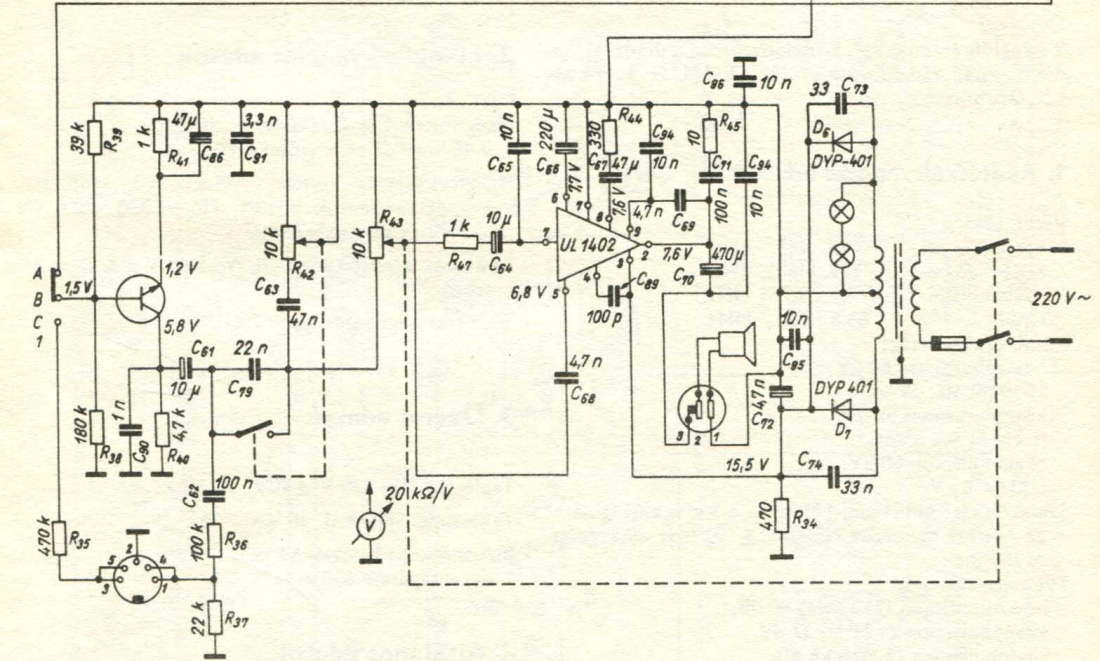 C96
10 n
33
C73
39 k
R39
1 k
R41
47µ
C86
3,3 n
C91
10 n
C65
220 µ
C66
7,7 V
R44
330
C67
47 µ
7,6 V
C94
10 n
R45
10
C71
100 n
C94
10 n
D6
DYP-401
6
7
8
9
4,7 n
C69
10 k
R42
R43
10 k
1 k
R47
10 µ
C64
7
UL 1402
2
7,6 V
470µ
C70
A
B
C
1
1,5 V
1,2 V
5,8 V
C63
47 n
6,8 V
5
4
3
C89
100 p
220 V~
C61
10 µ
22 n
C79
4,7 n
C68
10 n
C95
4,7n
C72
DYP 401
D7
180 k
R38
1 n
C90
4,7 k
R40
3
2
1
15,5 V
C74
33 n
C62
100 n
20 kΩ/V
V
470
R34
470 k
R35
100 k
R36
2
5
4
3
1
22 k
R37